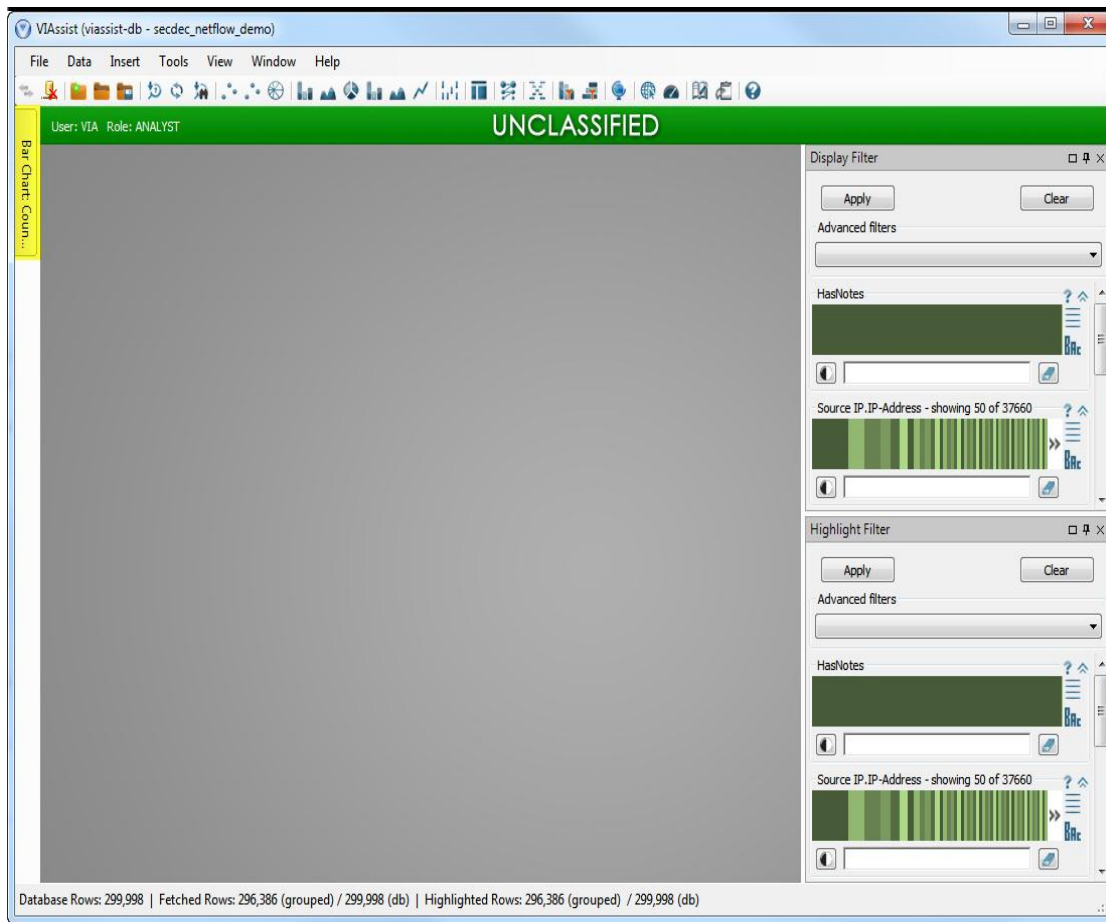 VIAssist (viassist-db - secdec_netflow_demo)
File Data Insert Tools View Window Help
User: VIA Role: ANALYST
UNCLASSIFIED
Bar Chart: Coun...
Display Filter
Apply Clear
Advanced filters
HasNotes
Source IP.IP-Address - showing 50 of 37660
Highlight Filter
Apply Clear
Advanced filters
HasNotes
Source IP.IP-Address - showing 50 of 37660
Database Rows: 299,998 | Fetched Rows: 296,386 (grouped) / 299,998 (db) | Highlighted Rows: 296,386 (grouped) / 299,998 (db)